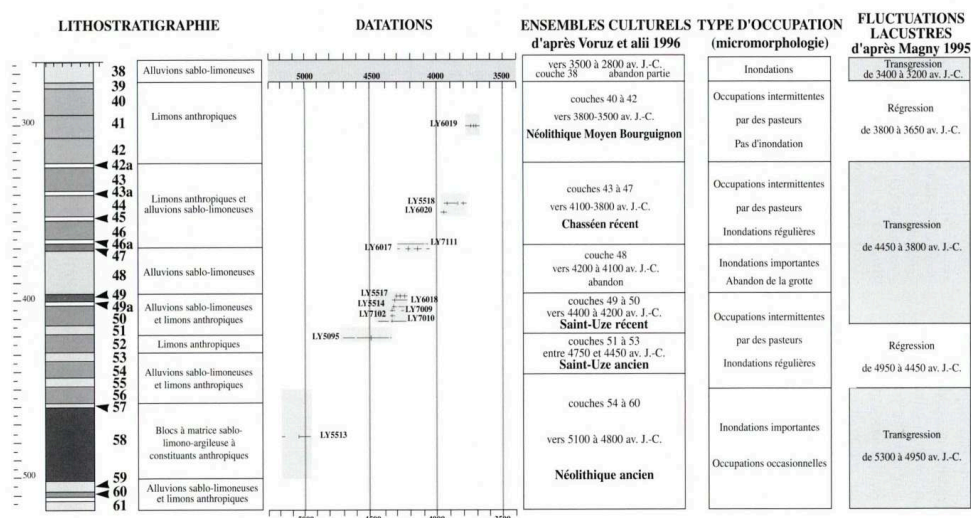 LITHOSTRATIGRAPHIE
DATATIONS
ENSEMBLES CULTURELS
d'après Voruz et alii 1996
TYPE D'OCCUPATION
(micromorphologie)
FLUCTUATIONS
LACUSTRES
d'après Magny 1995
300
400
500
38
39
40
41
42
42a
43
43a
44
45
46
46a
47
48
49
49a
50
51
52
53
54
55
56
57
58
59
60
61
Alluvions sablo-limoneuses
Limons anthropiques
Limons anthropiques et
alluvions sablo-limoneuses
Alluvions sablo-limoneuses
Alluvions sablo-limoneuses
et limons anthropiques
Limons anthropiques
Alluvions sablo-limoneuses
et limons anthropiques
Blocs à matrice sablo-
limono-argileuse à
constituants anthropiques
Alluvions sablo-limoneuses
et limons anthropiques
5000 4500 4000 3500
LY6019
LY5518
LY6020
LY7111
LY6017
LY5517
LY6018
LY5514
LY7009
LY7102
LY7010
LY5095
LY5513
5000 4500 4000 3500
vers 3500 à 2800 av. J.-C.
couche 38 abandon partie
couches 40 à 42
vers 3800-3500 av. J.-C.
Néolithique Moyen Bourguignon
couches 43 à 47
vers 4100-3800 av. J.-C.
Chasséen récent
couche 48
vers 4200 à 4100 av. J.-C.
abandon
couches 49 à 50
vers 4400 à 4200 av. J.-C.
Saint-Uze récent
couches 51 à 53
entre 4750 et 4450 av. J.-C.
Saint-Uze ancien
couches 54 à 60
vers 5100 à 4800 av. J.-C.
Néolithique ancien
Inondations
Occupations intermittentes
par des pasteurs
Pas d'inondation
Occupations intermittentes
par des pasteurs
Inondations régulières
Inondations importantes
Abandon de la grotte
Occupations intermittentes
par des pasteurs
Inondations régulières
Inondations importantes
Occupations occasionnelles
Transgression
de 3400 à 3200 av. J.-C.
Régression
de 3800 à 3650 av. J.-C.
Transgression
de 4450 à 3800 av. J.-C.
Régression
de 4950 à 4450 av. J.-C.
Transgression
de 5300 à 4950 av. J.-C.